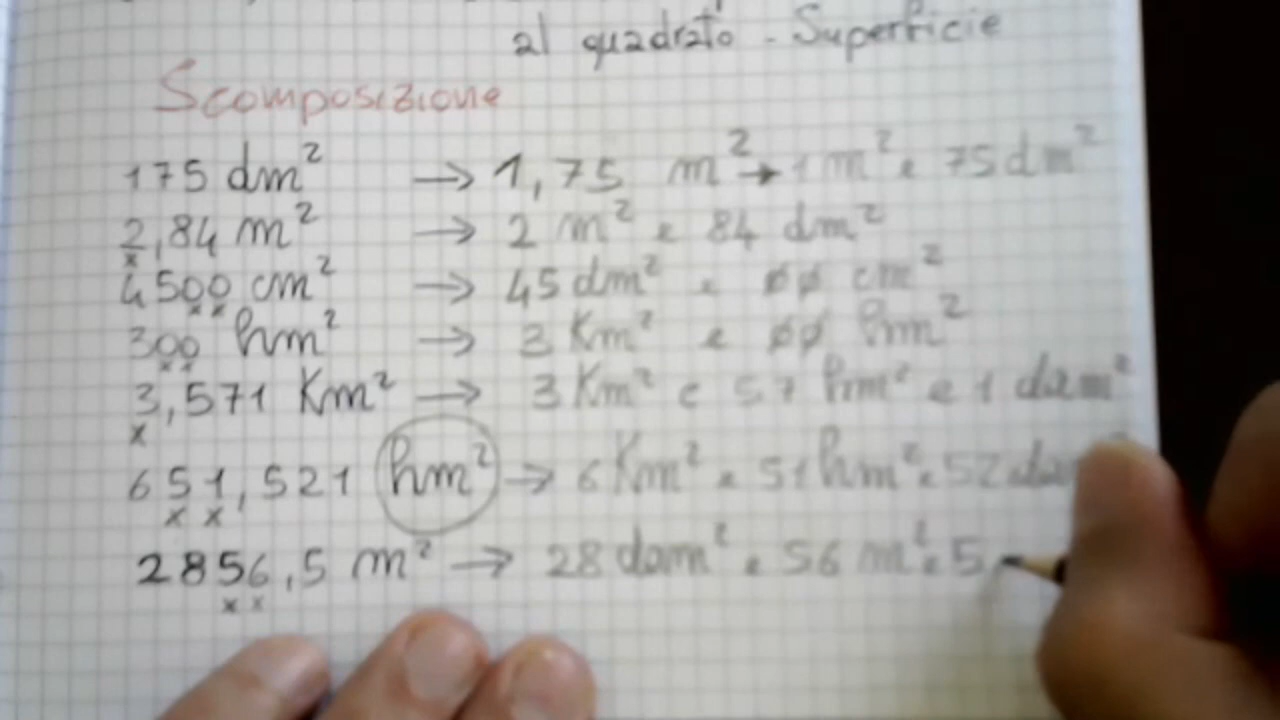 al quadrato - Superficie
Scomposizione
175 dm² → 1,75 m² → 1 m² e 75 dm²
2,84 m² → 2 m² e 84 dm²
4500 cm² → 45 dm² e 00 cm²
300 hm² → 3 Km² e 00 hm²
3,571 Km² → 3 Km² e 57 hm² e 1 dam²
651,521 hm² → 6 Km² e 51 hm² e 52
2856,5 m² → 28 dam² e 56 m² e 5